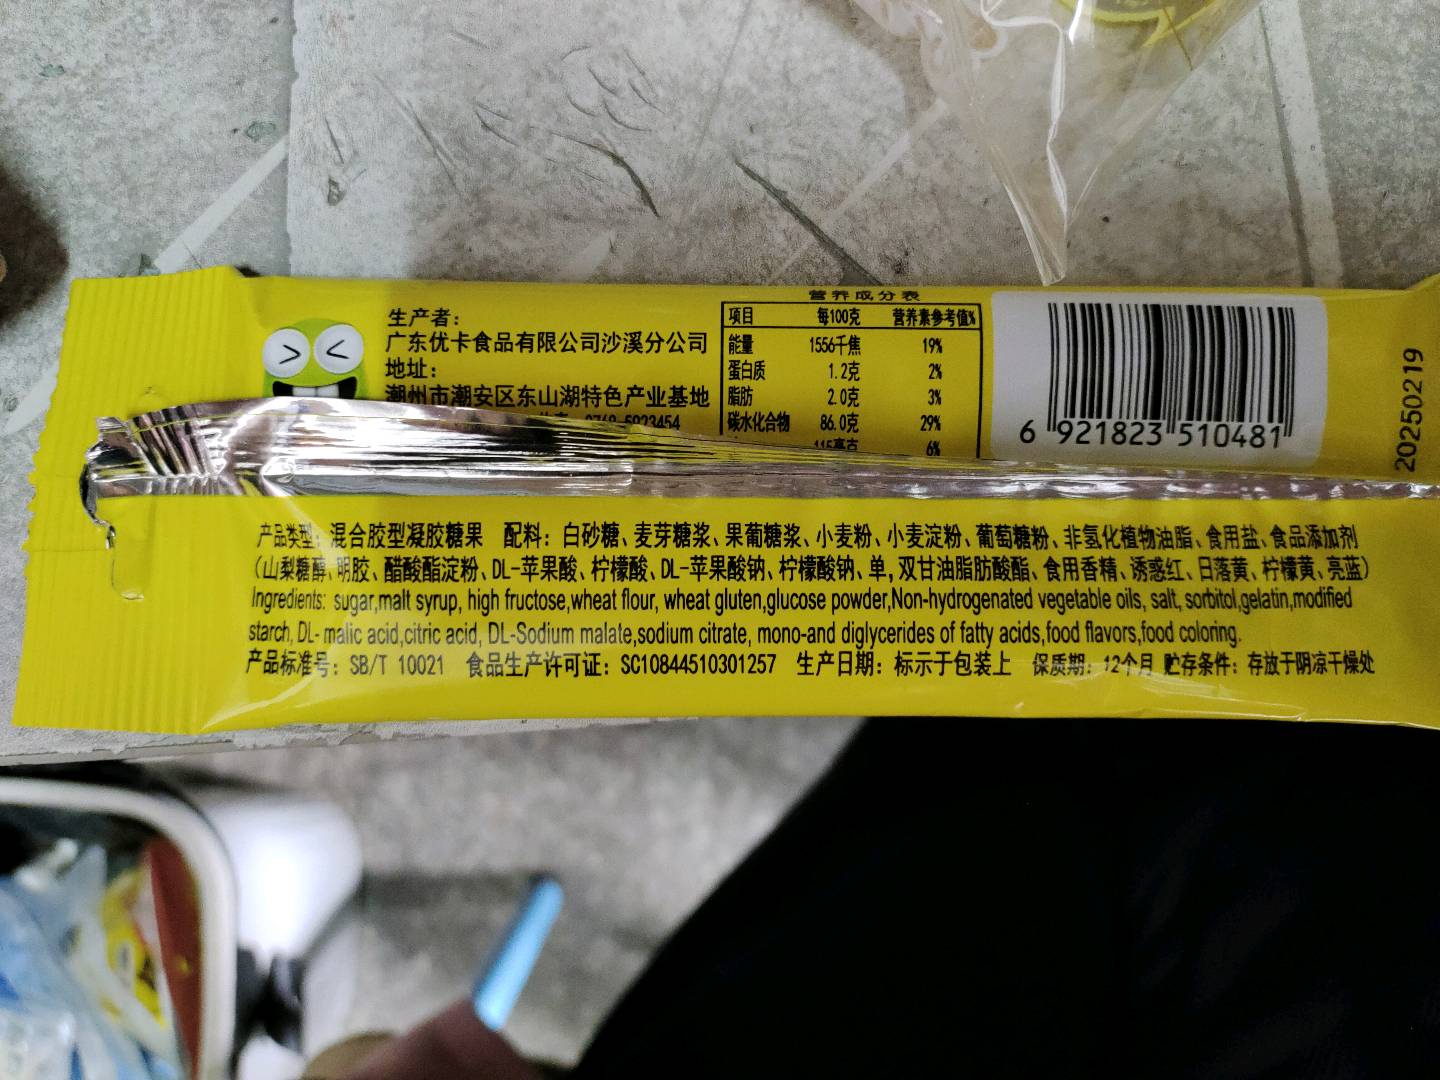 生产者：
广东优卡食品有限公司沙溪分公司
地址：
潮州市潮安区东山湖特色产业基地
5923454
营养成分表
项目 每100克 营养素参考值%
能量 1556千焦 19%
蛋白质 1.2克 2%
脂肪 2.0克 3%
碳水化合物 86.0克 29%
115毫克 6%
6 921823 510481
20250219
产品类型：混合胶型凝胶糖果 配料：白砂糖、麦芽糖浆、果葡糖浆、小麦粉、小麦淀粉、葡萄糖粉、非氢化植物油脂、食用盐、食品添加剂
（山梨糖醇、明胶、醋酸酯淀粉、DL-苹果酸、柠檬酸、DL-苹果酸钠、柠檬酸钠、单，双甘油脂肪酸酯、食用香精、诱惑红、日落黄、柠檬黄、亮蓝）
Ingredients: sugar,malt syrup, high fructose,wheat flour, wheat gluten,glucose powder,Non-hydrogenated vegetable oils, salt, sorbitol,gelatin,modified
starch, DL- malic acid,citric acid, DL-Sodium malate,sodium citrate, mono-and diglycerides of fatty acids,food flavors,food coloring.
产品标准号：SB/T 10021 食品生产许可证：SC10844510301257 生产日期：标示于包装上 保质期：12个月 贮存条件：存放于阴凉干燥处